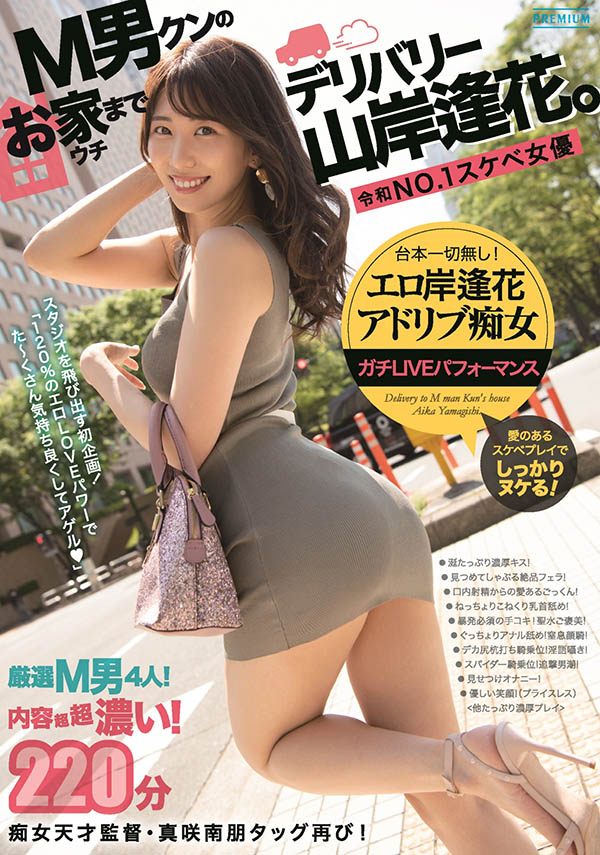 PREMIUM
M男クンの
お家まで
ウチ
デリバリー
山岸逢花。
令和NO.1スケベ女優
台本一切無し!
エロ岸逢花
アドリブ痴女
ガチLIVEパフォーマンス
Delivery to M man Kun's house
Aika Yamagishi
愛のある
スケベプレイで
しっかり
ヌケる!
スタジオを飛び出す初企画!
「120%のエロLOVEパワーで
た〜くさん気持ち良くしてアゲル♥」
●涎たっぷり濃厚キス!
●見つめてしゃぶる絶品フェラ!
●口内射精からの愛あるごっくん!
●ねっちょりこねくり乳首舐め!
●暴発必須の手コキ!聖水ご褒美!
●ぐっちょりアナル舐め!窒息顔騎!
●デカ尻杭打ち騎乗位!淫語囁き!
●スパイダー騎乗位!追撃男潮!
●見せつけオナニー!
●優しい笑顔!(プライスレス)
<他たっぷり濃厚プレイ>
厳選M男4人!
内容超超濃い!
220分
痴女天才監督・真咲南朋タッグ再び!